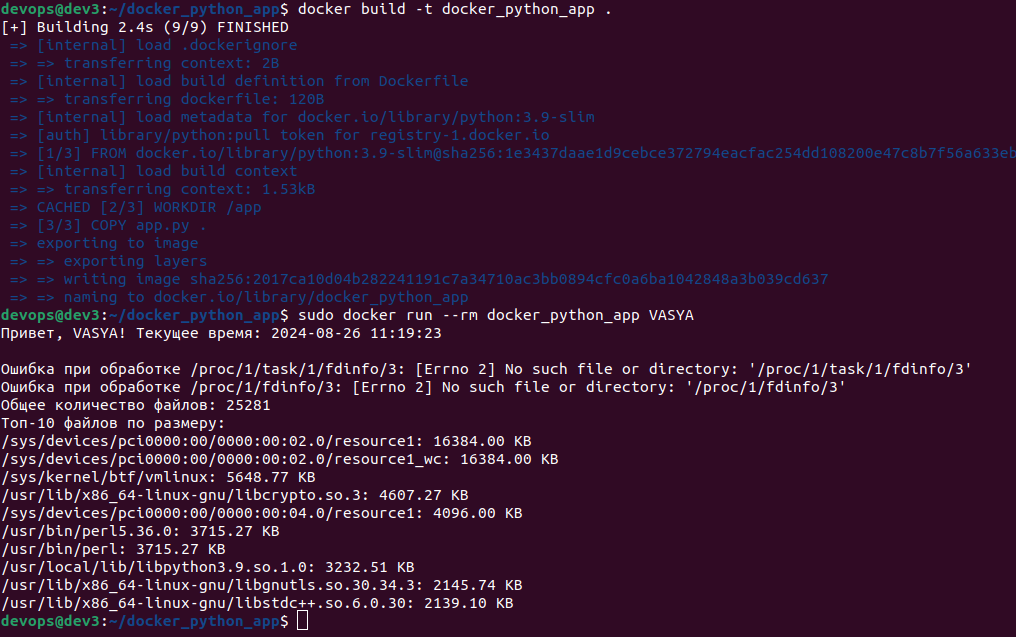 devops@dev3:~/docker_python_app$ docker build -t docker_python_app .
[+] Building 2.4s (9/9) FINISHED
=> [internal] load .dockerignore
=> => transferring context: 2B
=> [internal] load build definition from Dockerfile
=> => transferring dockerfile: 120B
=> [internal] load metadata for docker.io/library/python:3.9-slim
=> [auth] library/python:pull token for registry-1.docker.io
=> [1/3] FROM docker.io/library/python:3.9-slim@sha256:1e3437daae1d9cebce372794eacfac254dd108200e47c8b7f56a633eb
=> [internal] load build context
=> => transferring context: 1.53kB
=> CACHED [2/3] WORKDIR /app
=> [3/3] COPY app.py .
=> exporting to image
=> => exporting layers
=> => writing image sha256:2017ca10d04b282241191c7a34710ac3bb0894cfc0a6ba1042848a3b039cd637
=> => naming to docker.io/library/docker_python_app
devops@dev3:~/docker_python_app$ sudo docker run --rm docker_python_app VASYA
Привет, VASYA! Текущее время: 2024-08-26 11:19:23
Ошибка при обработке /proc/1/task/1/fdinfo/3: [Errno 2] No such file or directory: '/proc/1/task/1/fdinfo/3'
Ошибка при обработке /proc/1/fdinfo/3: [Errno 2] No such file or directory: '/proc/1/fdinfo/3'
Общее количество файлов: 25281
Топ-10 файлов по размеру:
/sys/devices/pci0000:00/0000:00:02.0/resource1: 16384.00 KB
/sys/devices/pci0000:00/0000:00:02.0/resource1_wc: 16384.00 KB
/sys/kernel/btf/vmlinux: 5648.77 KB
/usr/lib/x86_64-linux-gnu/libcrypto.so.3: 4607.27 KB
/sys/devices/pci0000:00/0000:00:04.0/resource1: 4096.00 KB
/usr/bin/perl5.36.0: 3715.27 KB
/usr/bin/perl: 3715.27 KB
/usr/local/lib/libpython3.9.so.1.0: 3232.51 KB
/usr/lib/x86_64-linux-gnu/libgnutls.so.30.34.3: 2145.74 KB
/usr/lib/x86_64-linux-gnu/libstdc++.so.6.0.30: 2139.10 KB
devops@dev3:~/docker_python_app$